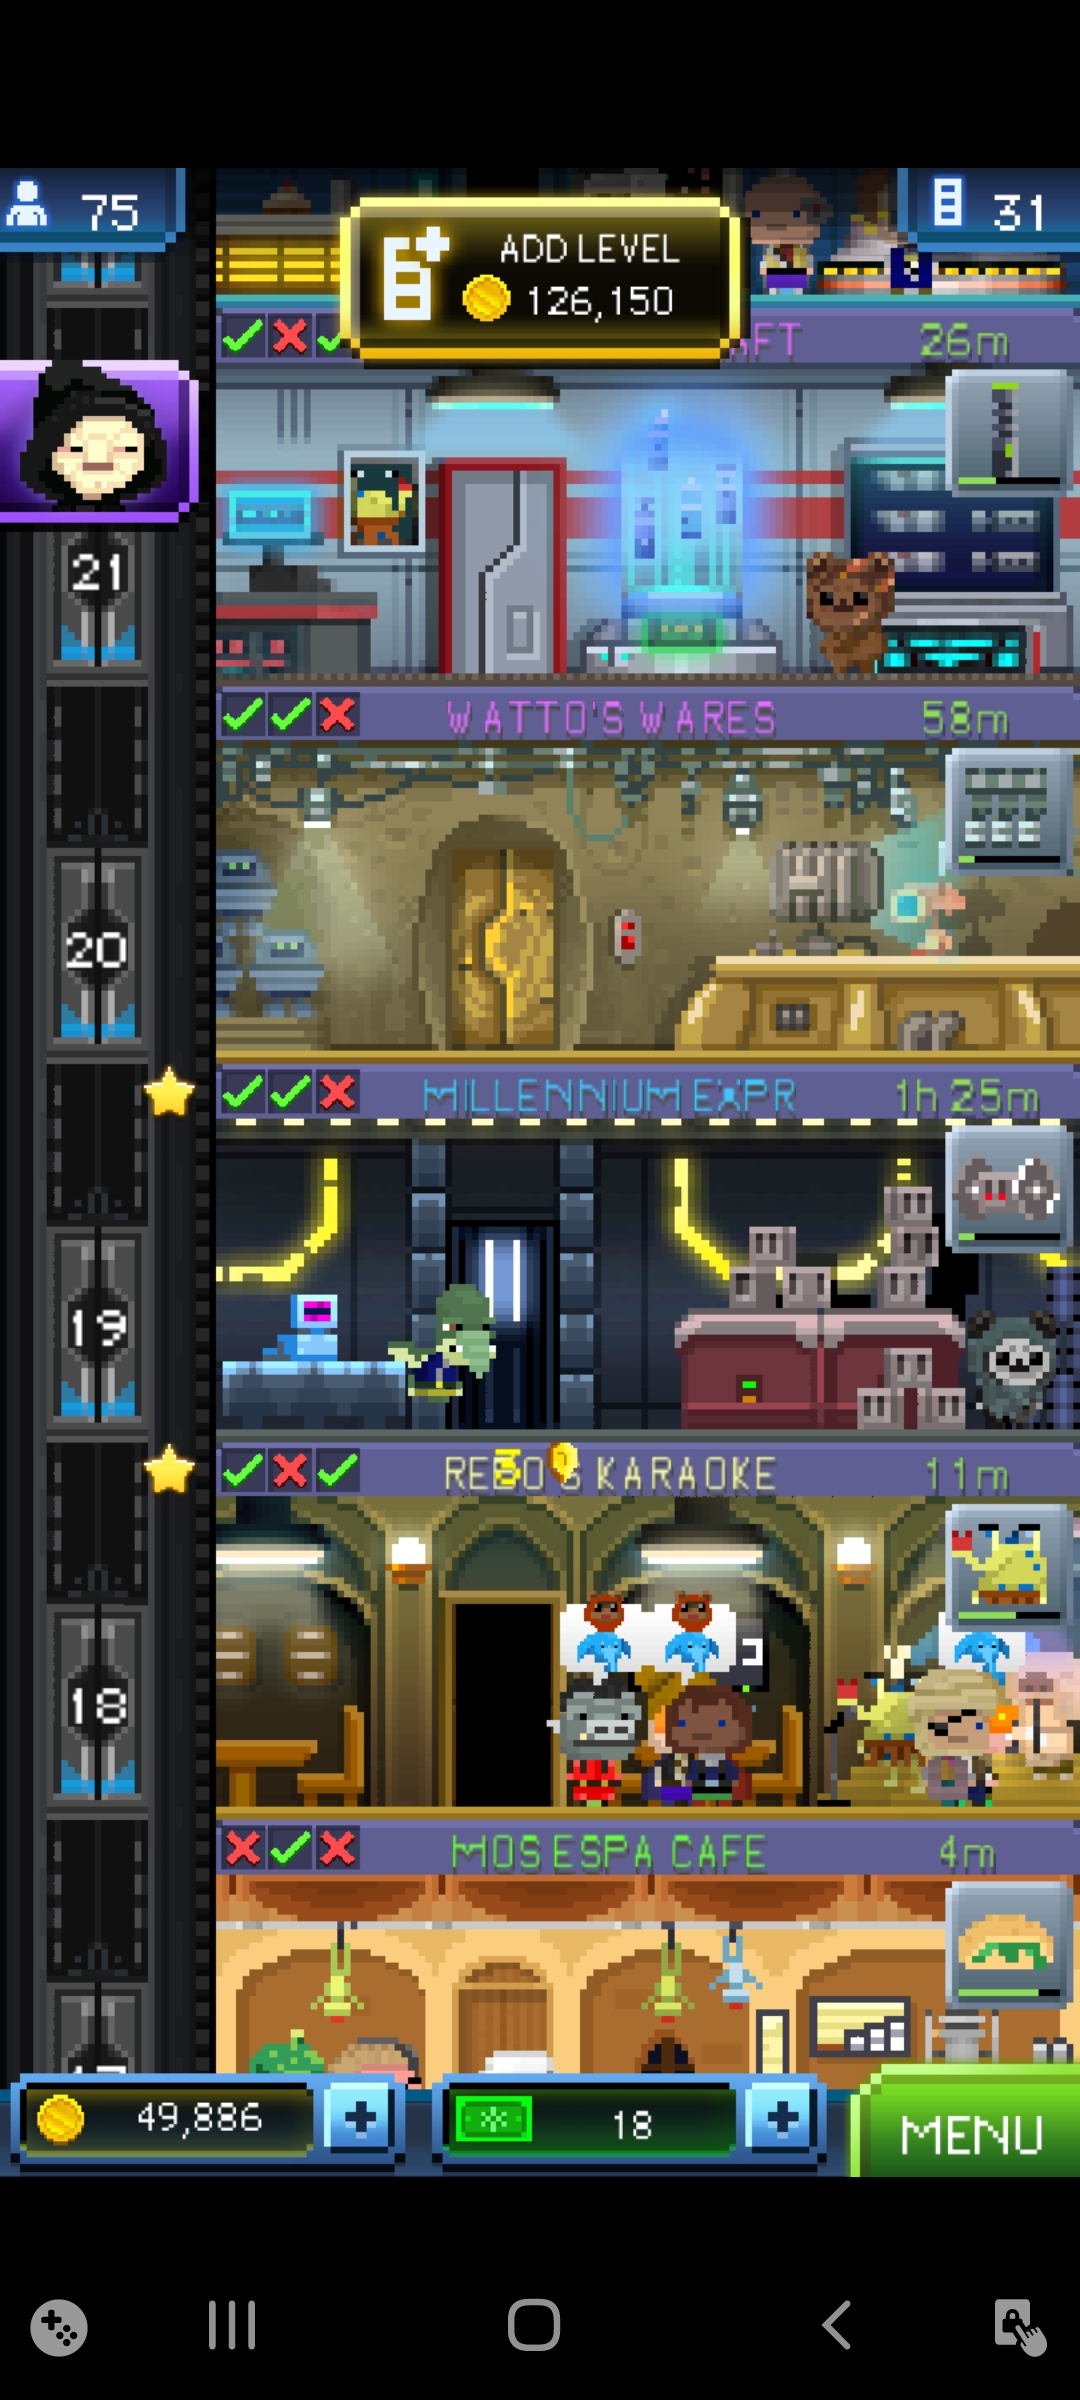 75
ADD LEVEL
126,150
31
26m
21
WATTO'S WARES
58m
20
MILLENNIUM EXPR
1h 25m
19
KARAOKE
11m
18
MOS ESPA CAFE
4m
49,886
18
MENU